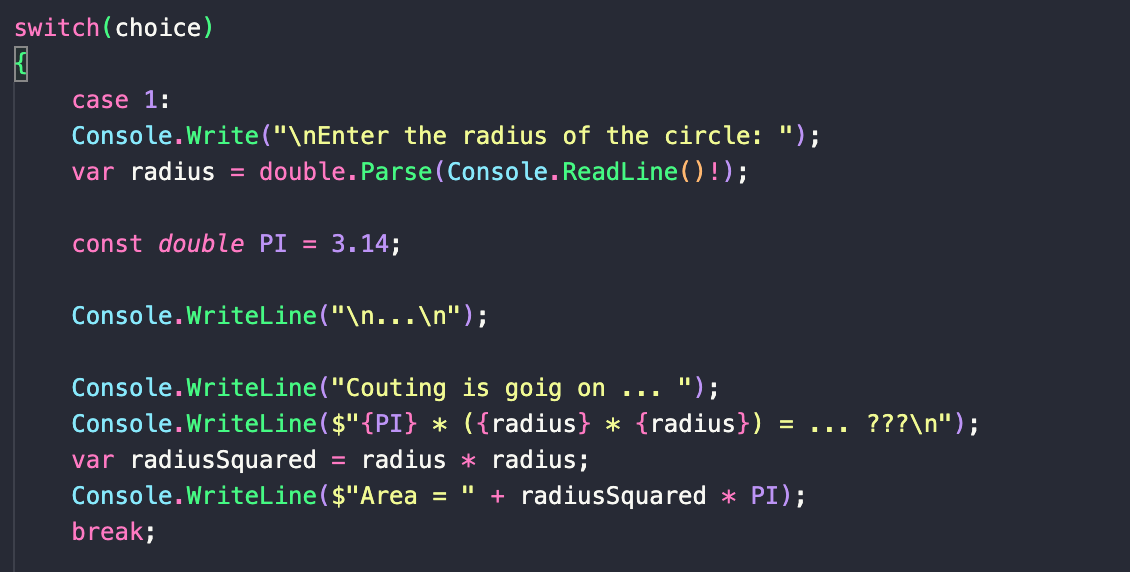 switch(choice)
{
case 1:
Console.Write("\nEnter the radius of the circle: ");
var radius = double.Parse(Console.ReadLine()!);
const double PI = 3.14;
Console.WriteLine("\n...\n");
Console.WriteLine("Couting is goig on ... ");
Console.WriteLine($"{PI} * ({radius} * {radius}) = ... ???\n");
var radiusSquared = radius * radius;
Console.WriteLine($"Area = " + radiusSquared * PI);
break;